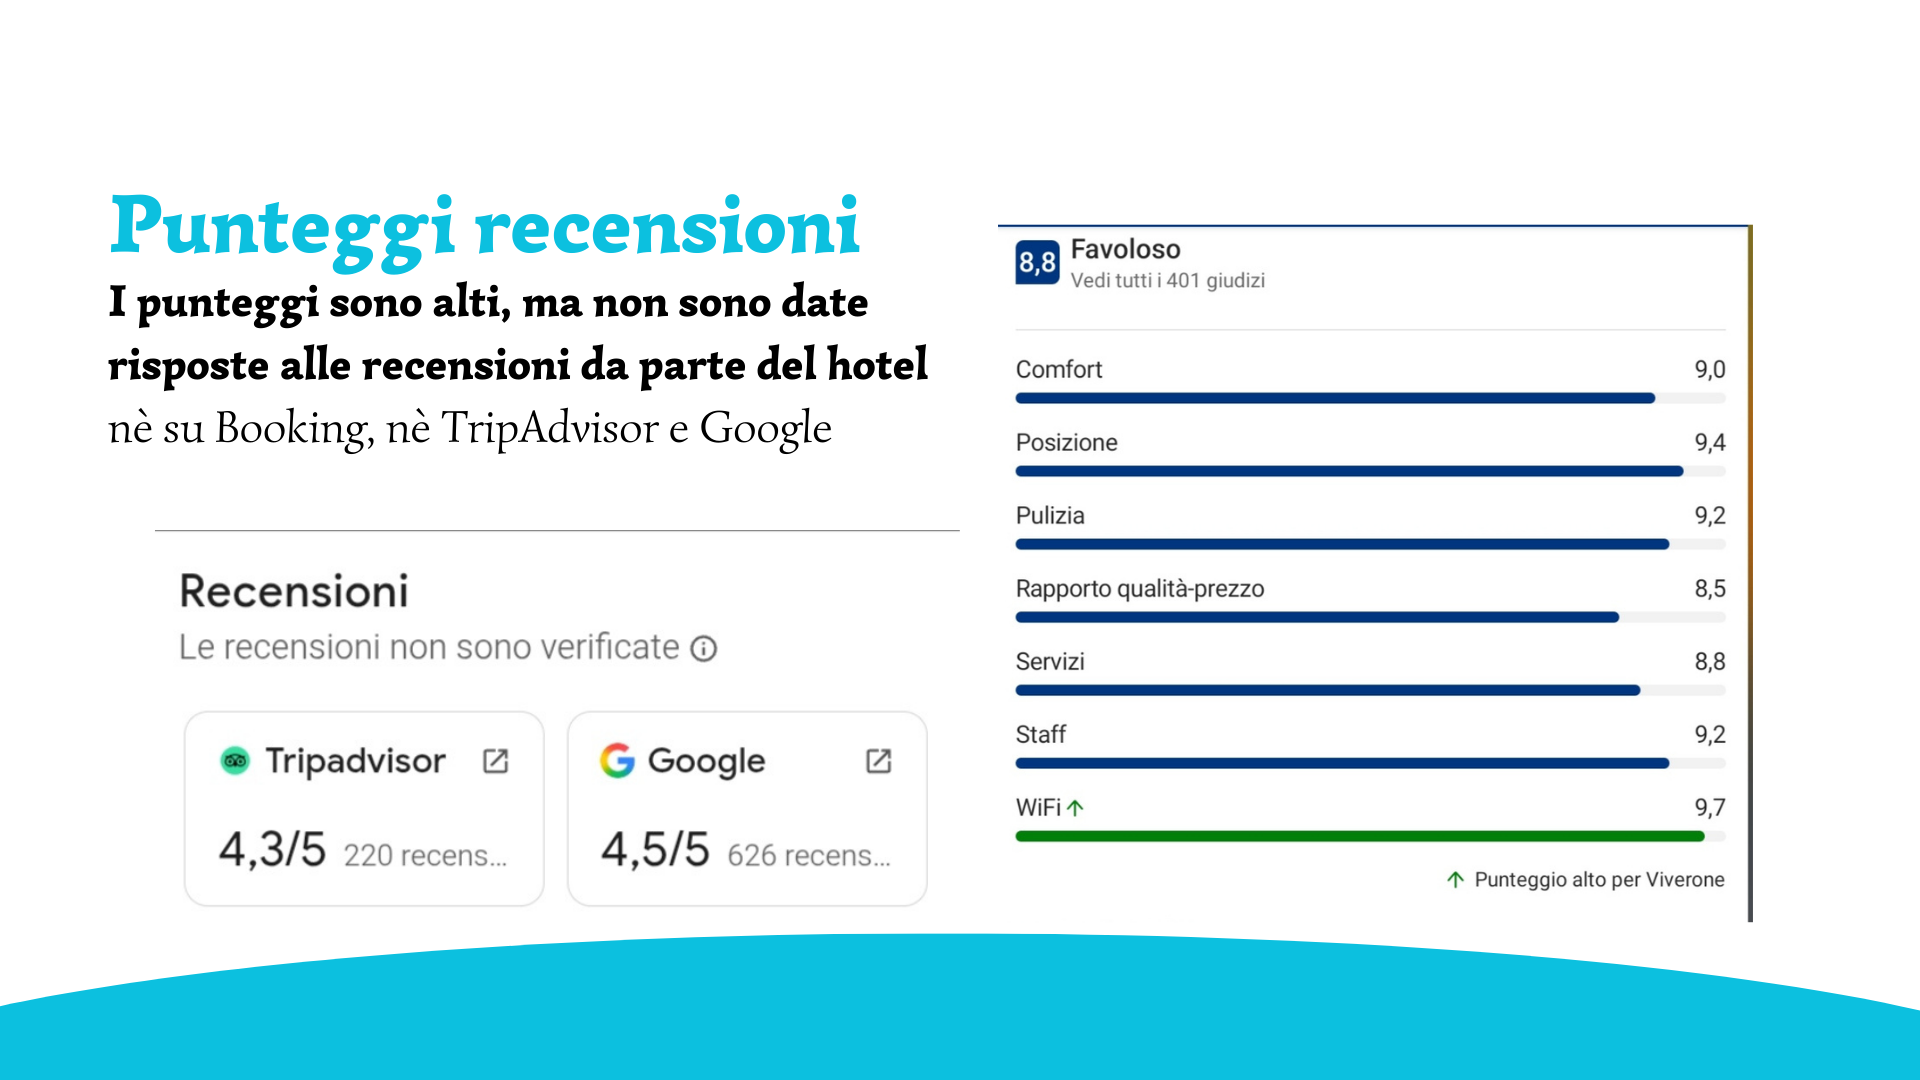 Punteggi recensioni
I punteggi sono alti, ma non sono date
risposte alle recensioni da parte del hotel
nè su Booking, nè TripAdvisor e Google
Recensioni
Le recensioni non sono verificate
Tripadvisor
4,3/5 220 recens...
Google
4,5/5 626 recens...
8,8 Favoloso
Vedi tutti i 401 giudizi
Comfort 9,0
Posizione 9,4
Pulizia 9,2
Rapporto qualità-prezzo 8,5
Servizi 8,8
Staff 9,2
WiFi ↑ 9,7
↑ Punteggio alto per Viverone